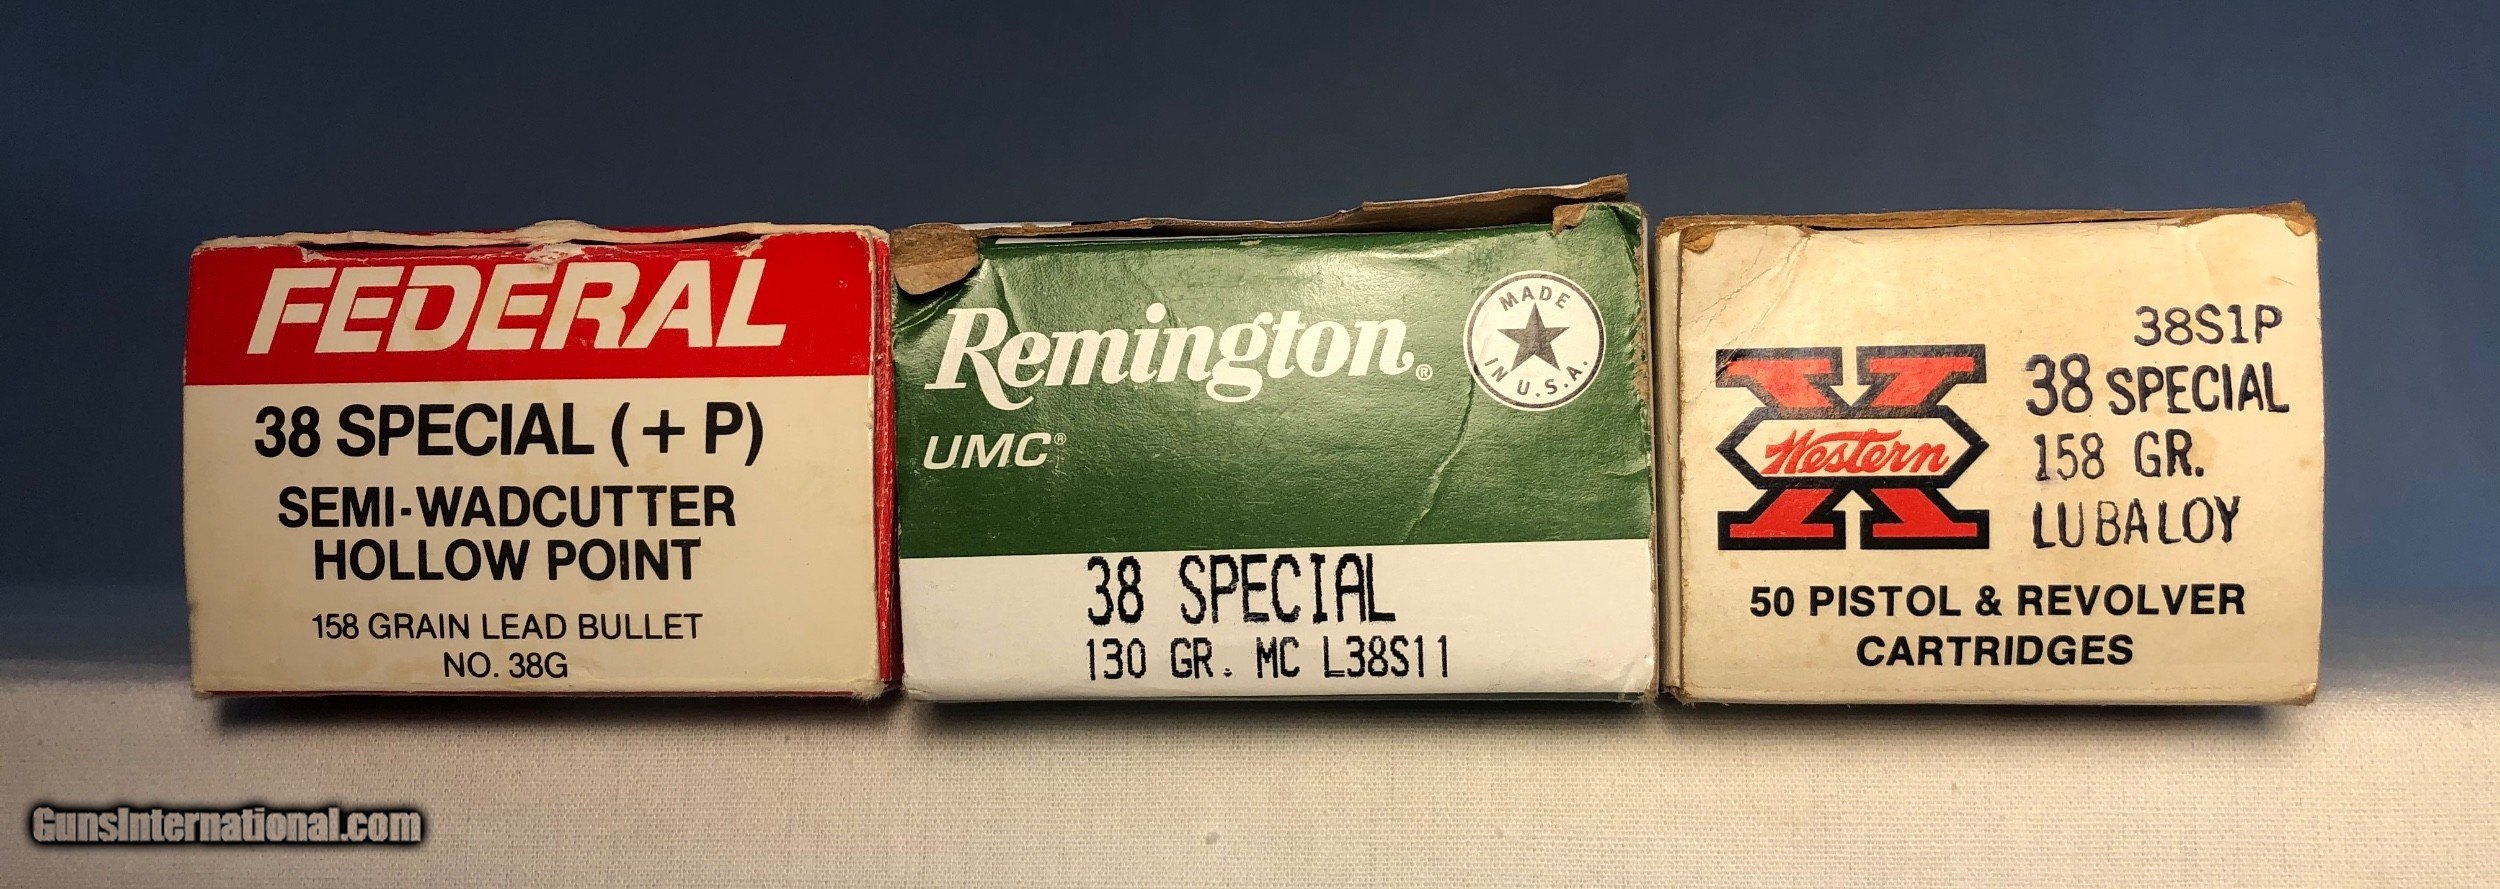 FEDERAL
38 SPECIAL (+ P)
SEMI-WADCUTTER
HOLLOW POINT
158 GRAIN LEAD BULLET
NO. 38G
Remington®
MADE
IN U.S.A.
UMC®
38 SPECIAL
130 GR. MC L38S11
38S1P
38 SPECIAL
158 GR.
LUBALOY
Western
X
50 PISTOL & REVOLVER
CARTRIDGES
GunsInternational.com